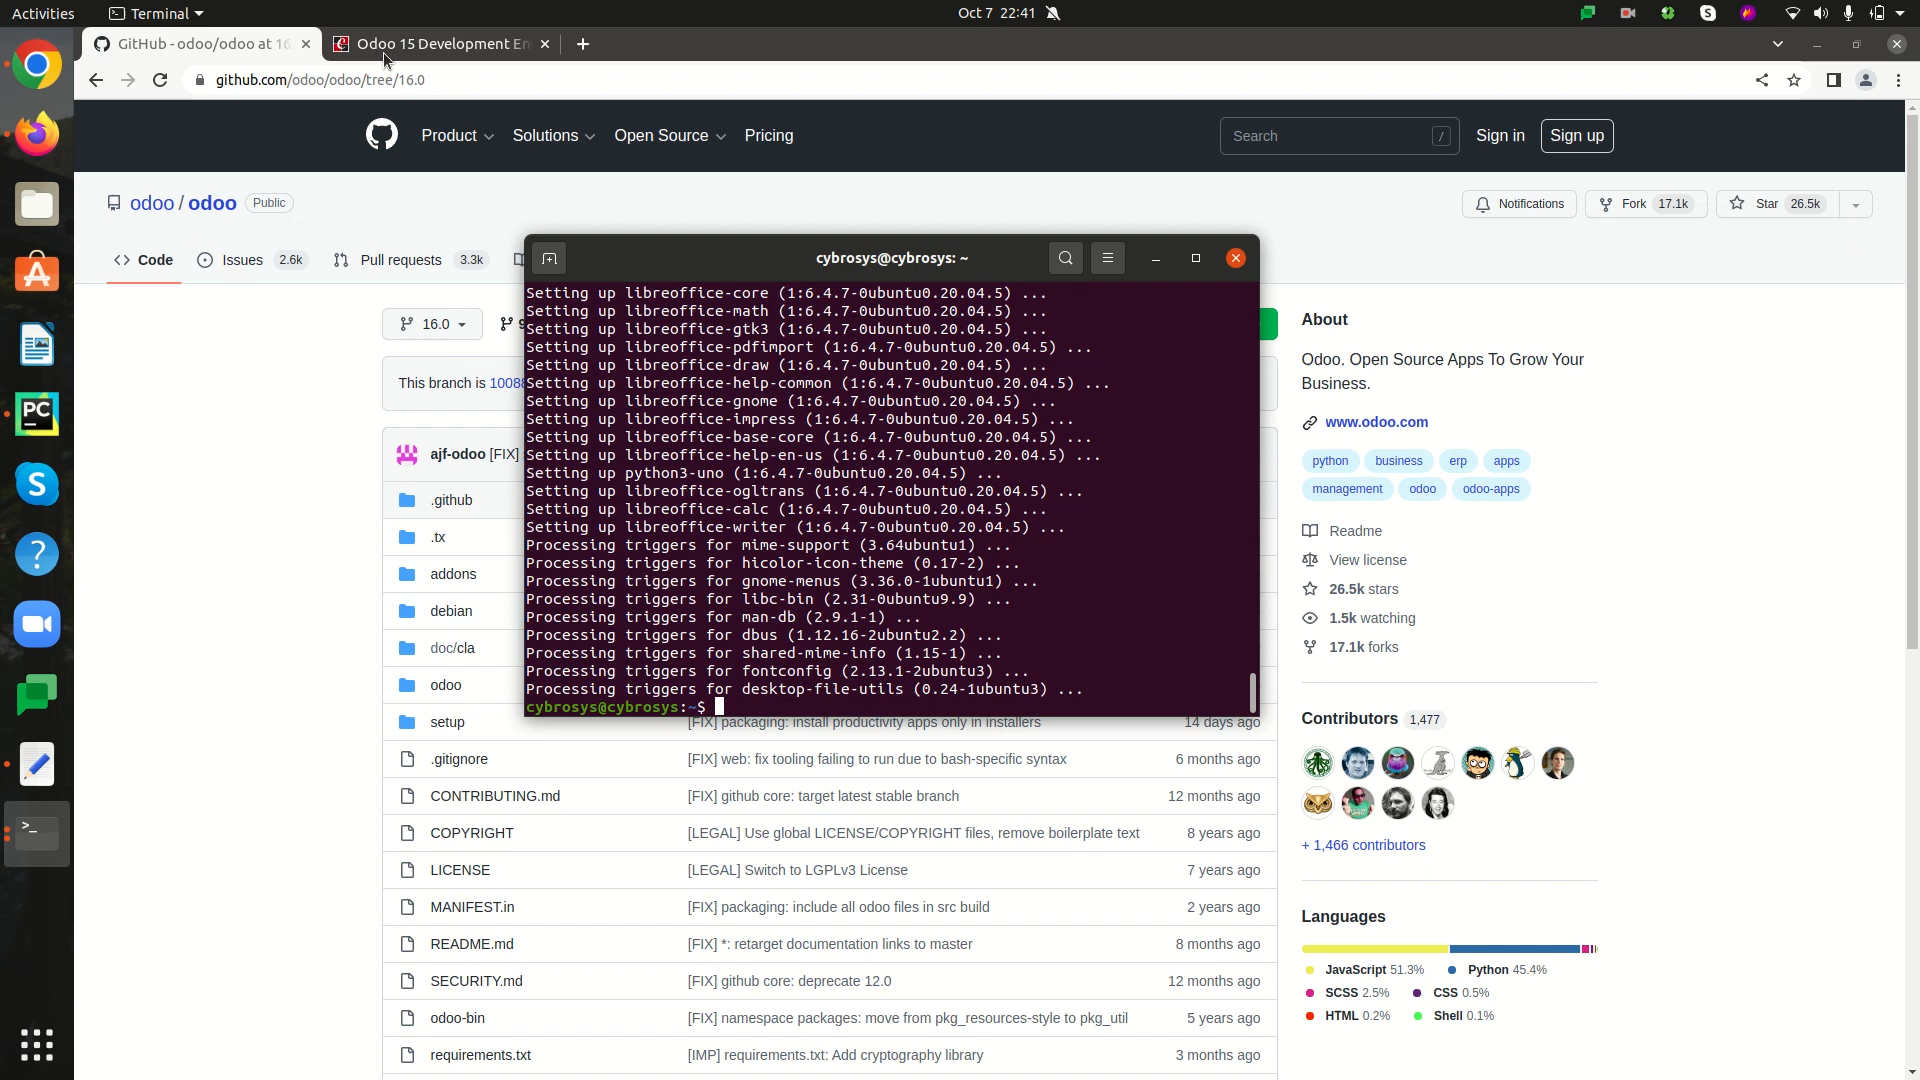 Activities
Terminal
Oct 7 22:41
GitHub - odoo/odoo at 16
Odoo 15 Development En
github.com/odoo/odoo/tree/16.0
Product
Solutions
Open Source
Pricing
Search
/
Sign in
Sign up
odoo / odoo
Public
Notifications
Fork 17.1k
Star 26.5k
Code
Issues 2.6k
Pull requests 3.3k
cybrosys@cybrosys: ~
Setting up libreoffice-core (1:6.4.7-0ubuntu0.20.04.5) ...
Setting up libreoffice-math (1:6.4.7-0ubuntu0.20.04.5) ...
Setting up libreoffice-gtk3 (1:6.4.7-0ubuntu0.20.04.5) ...
Setting up libreoffice-pdfimport (1:6.4.7-0ubuntu0.20.04.5) ...
Setting up libreoffice-draw (1:6.4.7-0ubuntu0.20.04.5) ...
Setting up libreoffice-help-common (1:6.4.7-0ubuntu0.20.04.5) ...
Setting up libreoffice-gnome (1:6.4.7-0ubuntu0.20.04.5) ...
Setting up libreoffice-impress (1:6.4.7-0ubuntu0.20.04.5) ...
Setting up libreoffice-base-core (1:6.4.7-0ubuntu0.20.04.5) ...
Setting up libreoffice-help-en-us (1:6.4.7-0ubuntu0.20.04.5) ...
Setting up python3-uno (1:6.4.7-0ubuntu0.20.04.5) ...
Setting up libreoffice-ogltrans (1:6.4.7-0ubuntu0.20.04.5) ...
Setting up libreoffice-calc (1:6.4.7-0ubuntu0.20.04.5) ...
Setting up libreoffice-writer (1:6.4.7-0ubuntu0.20.04.5) ...
Processing triggers for mime-support (3.64ubuntu1) ...
Processing triggers for hicolor-icon-theme (0.17-2) ...
Processing triggers for gnome-menus (3.36.0-1ubuntu1) ...
Processing triggers for libc-bin (2.31-0ubuntu9.9) ...
Processing triggers for man-db (2.9.1-1) ...
Processing triggers for dbus (1.12.16-2ubuntu2.2) ...
Processing triggers for shared-mime-info (1.15-1) ...
Processing triggers for fontconfig (2.13.1-2ubuntu3) ...
Processing triggers for desktop-file-utils (0.24-1ubuntu3) ...
cybrosys@cybrosys:~$
16.0
This branch is 1008
ajf-odoo [FIX]
.github
.tx
addons
debian
doc/cla
odoo
setup [FIX] packaging: install productivity apps only in installers 14 days ago
.gitignore [FIX] web: fix tooling failing to run due to bash-specific syntax 6 months ago
CONTRIBUTING.md [FIX] github core: target latest stable branch 12 months ago
COPYRIGHT [LEGAL] Use global LICENSE/COPYRIGHT files, remove boilerplate text 8 years ago
LICENSE [LEGAL] Switch to LGPLv3 License 7 years ago
MANIFEST.in [FIX] packaging: include all odoo files in src build 2 years ago
README.md [FIX] *: retarget documentation links to master 8 months ago
SECURITY.md [FIX] github core: deprecate 12.0 12 months ago
odoo-bin [FIX] namespace packages: move from pkg_resources-style to pkg_util 5 years ago
requirements.txt [IMP] requirements.txt: Add cryptography library 3 months ago
About
Odoo. Open Source Apps To Grow Your
Business.
www.odoo.com
python business erp apps
management odoo odoo-apps
Readme
View license
26.5k stars
1.5k watching
17.1k forks
Contributors 1,477
+ 1,466 contributors
Languages
JavaScript 51.3% Python 45.4%
SCSS 2.5% CSS 0.5%
HTML 0.2% Shell 0.1%